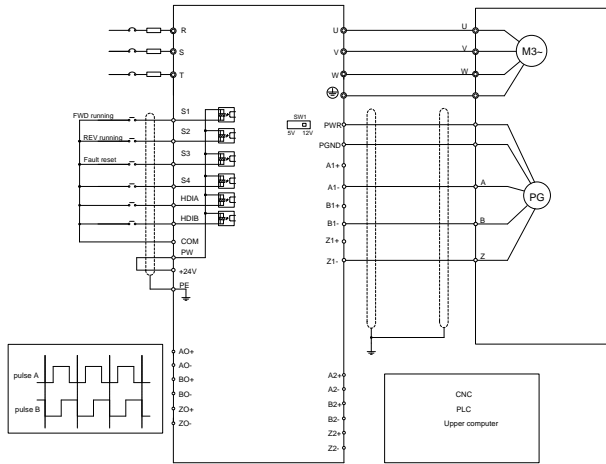 R
S
T
FWD running
REV running
Fault reset
S1
S2
S3
S4
HDIA
HDIB
COM
PW
+24V
PE
SW1
5V 12V
U
V
W
PWR
PGND
A1+
A1-
B1+
B1-
Z1+
Z1-
U
V
W
M3~
A
B
Z
PG
pulse A
pulse B
AO+
AO-
BO+
BO-
ZO+
ZO-
A2+
A2-
B2+
B2-
Z2+
Z2-
CNC
PLC
Upper computer